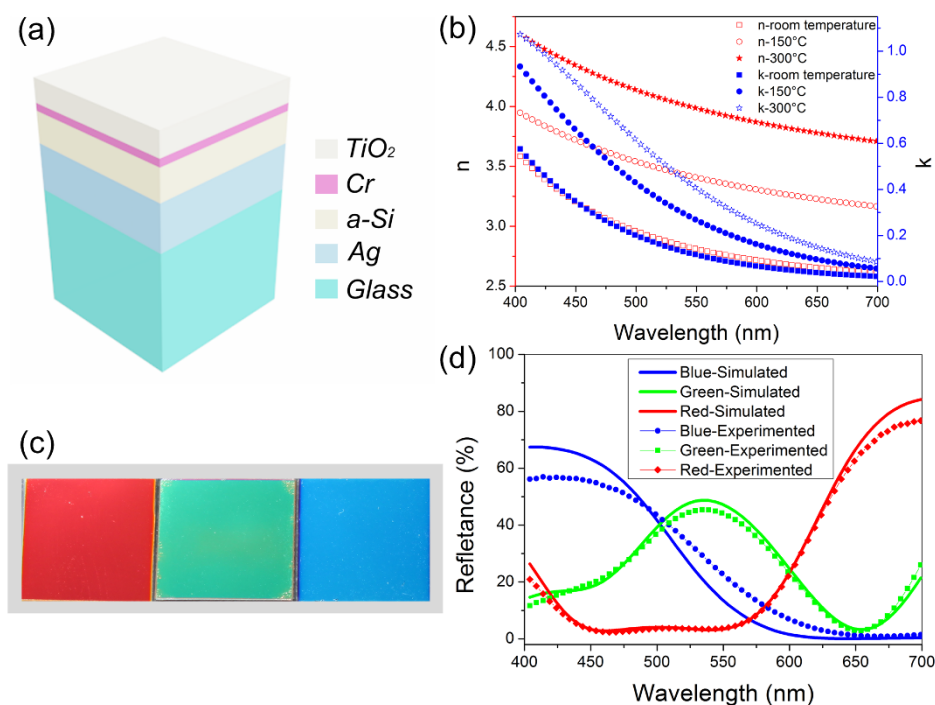 (a)
TiO₂
Cr
a-Si
Ag
Glass
(b)
n-room temperature
n-150°C
n-300°C
k-room temperature
k-150°C
k-300°C
4.5
4.0
3.5
3.0
2.5
n
1.0
0.8
0.6
0.4
0.2
0.0
k
400 450 500 550 600 650 700
Wavelength (nm)
(c)
(d)
Blue-Simulated
Green-Simulated
Red-Simulated
Blue-Experimented
Green-Experimented
Red-Experimented
100
80
60
40
20
0
Refletance (%)
400 450 500 550 600 650 700
Wavelength (nm)